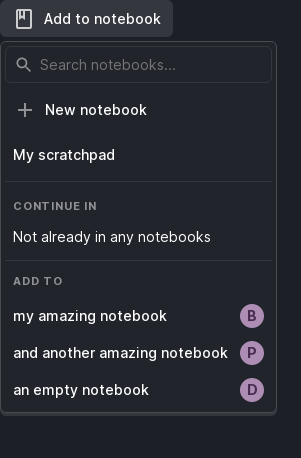 Add to notebook
Search notebooks...
New notebook
My scratchpad
CONTINUE IN
Not already in any notebooks
ADD TO
my amazing notebook B
and another amazing notebook P
an empty notebook D